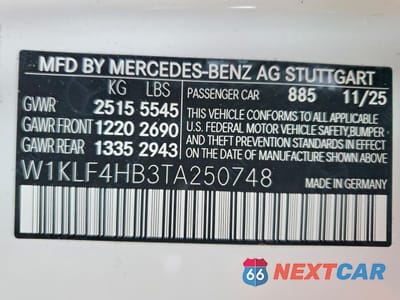 MFD BY MERCEDES-BENZ AG STUTTGART
KG LBS
PASSENGER CAR 885 11/25
GVWR 2515 5545
GAWR FRONT 1220 2690
GAWR REAR 1335 2943
THIS VEHICLE CONFORMS TO ALL APPLICABLE
U.S. FEDERAL MOTOR VEHICLE SAFETY,BUMPER
AND THEFT PREVENTION STANDARDS IN
EFFECT ON THE DATE OF MANUFACTURE
SHOWN ABOVE.
W1KLF4HB3TA250748
MADE IN GERMANY
66 NEXTCAR